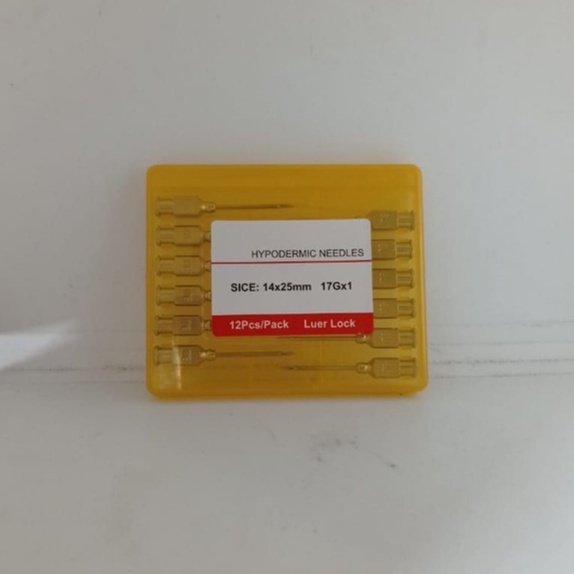 HYPODERMIC NEEDLES
SICE: 14x25mm 17Gx1
12Pcs/Pack Luer Lock